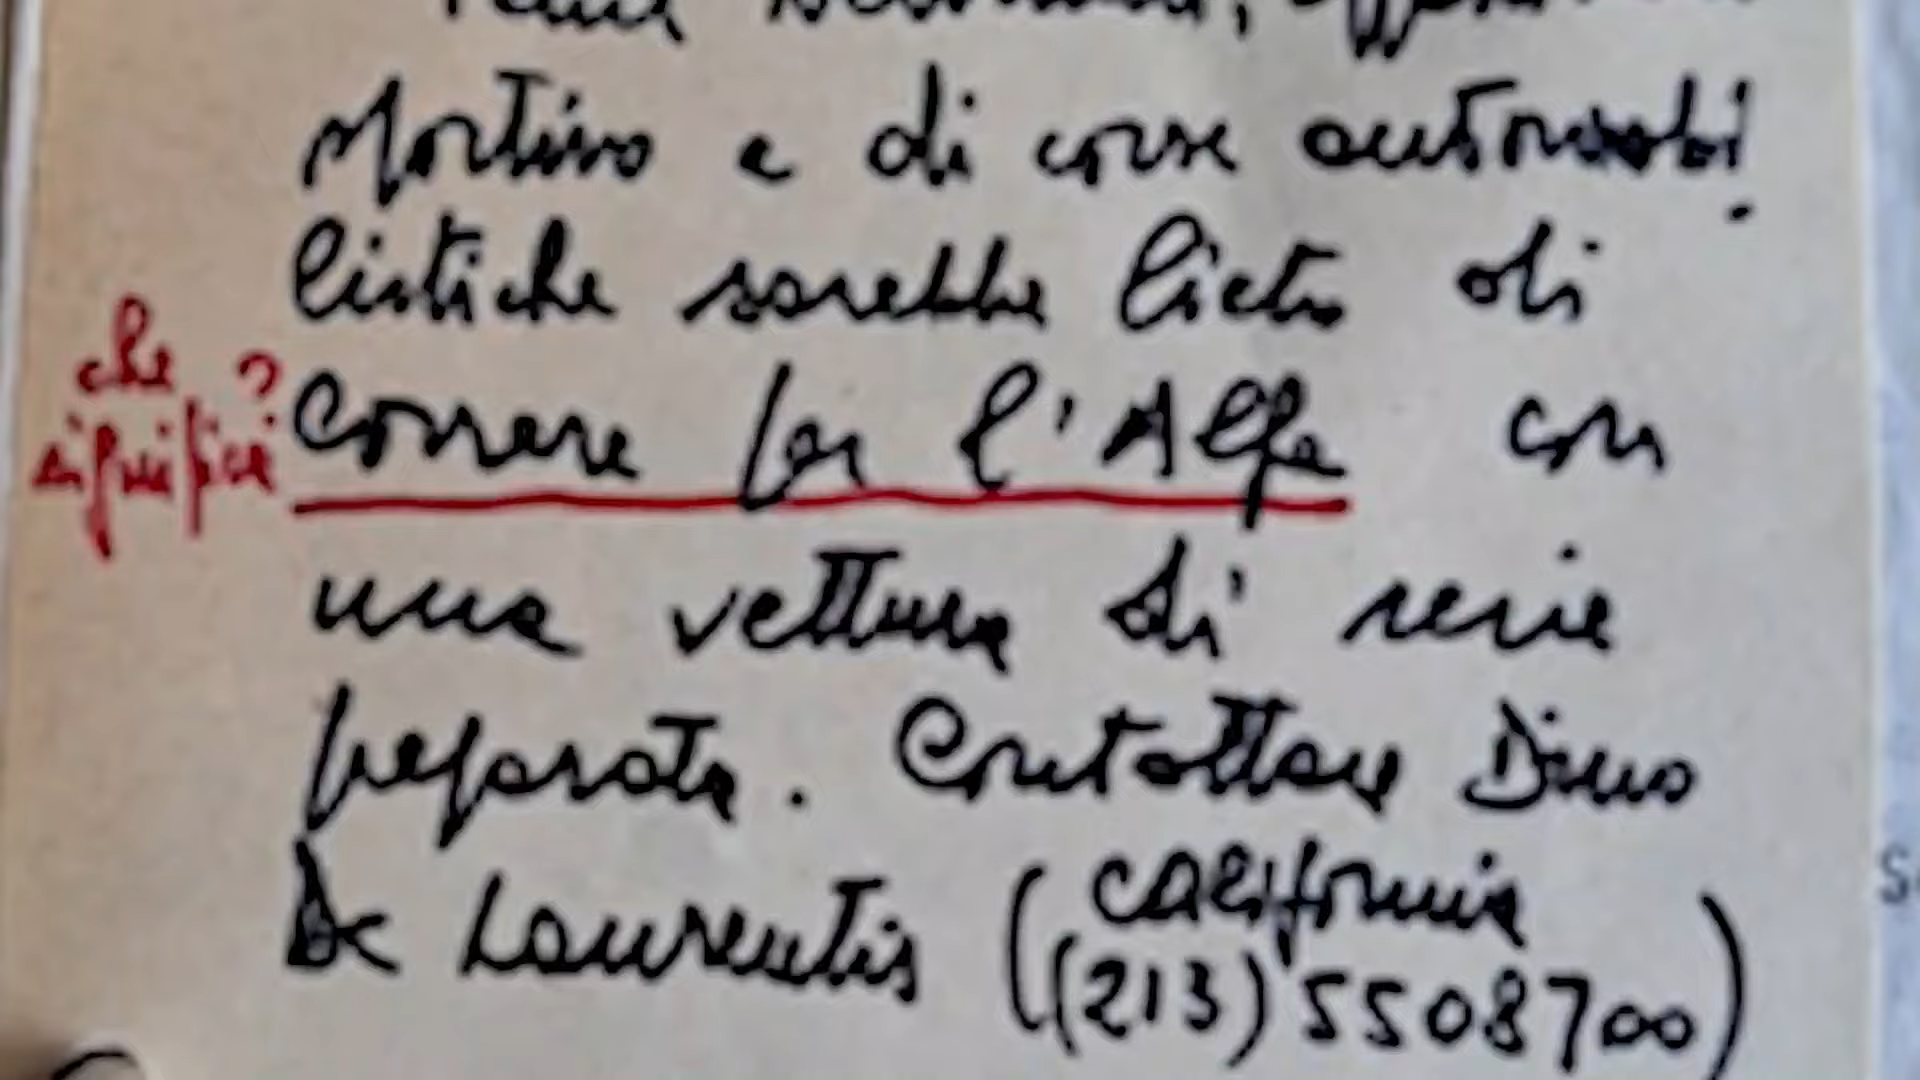 sportivo e di corse automobi
listiche sarebbe lieto di
che significa?
correre per l'Alfa con
una vettura di serie
preparata. Contattare Dino
De Laurentis (California
(213) 5508700)